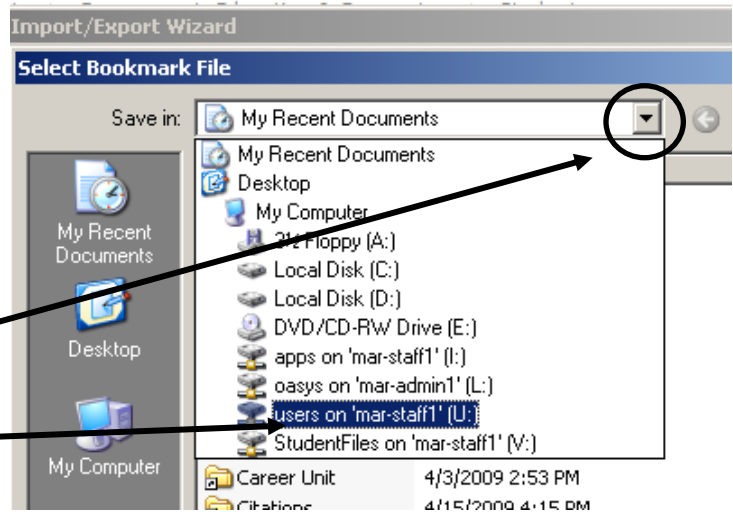 Import/Export Wizard
Select Bookmark File
Save in: My Recent Documents
My Recent Documents
Desktop
My Computer
3½ Floppy (A:)
Local Disk (C:)
Local Disk (D:)
DVD/CD-RW Drive (E:)
apps on 'mar-staff1' (I:)
oasys on 'mar-admin1' (L:)
users on 'mar-staff1' (U:)
StudentFiles on 'mar-staff1' (V:)
My Recent
Documents
Desktop
My Computer
Career Unit 4/3/2009 2:53 PM
Citations 4/15/2009 4:15 PM